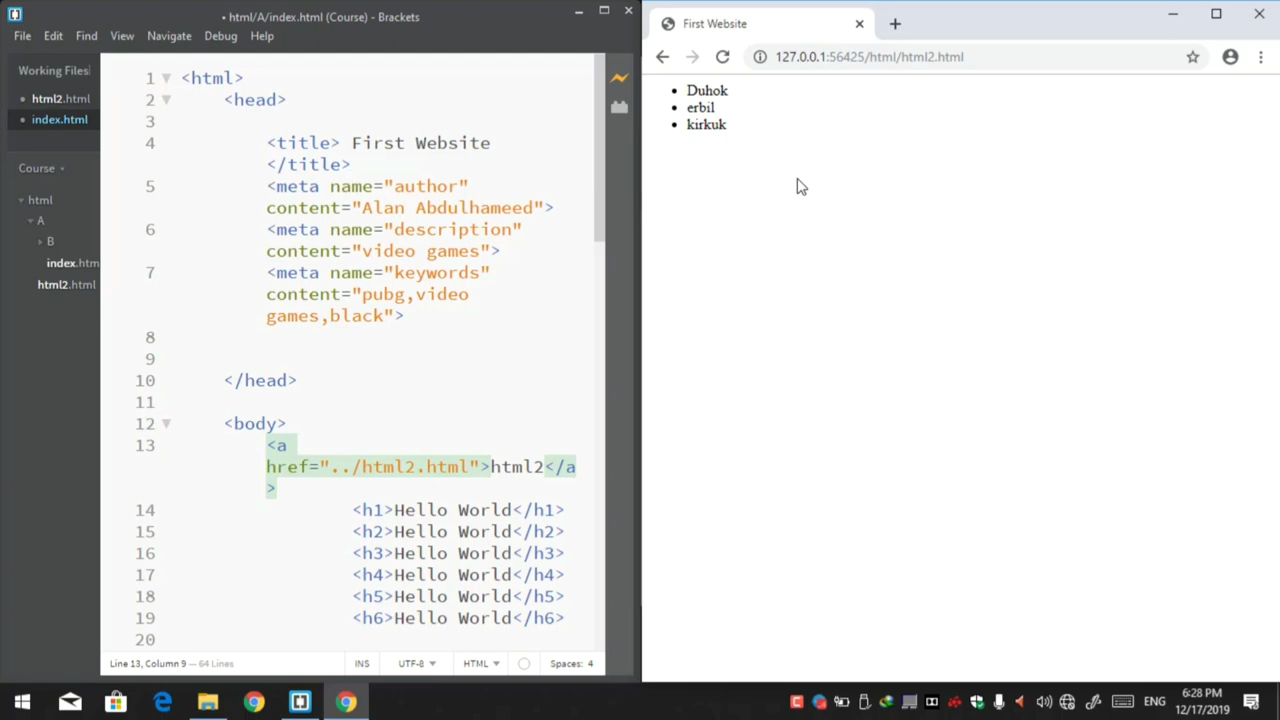 • html/A/index.html (Course) - Brackets
File Edit Find View Navigate Debug Help
Working Files
html2.html
index.html
Course
html
A
B
index.htm
html2.html
1 <html>
2 <head>
3
4 <title> First Website
</title>
5 <meta name="author"
content="Alan Abdulhameed">
6 <meta name="description"
content="video games">
7 <meta name="keywords"
content="pubg,video
games,black">
8
9
10 </head>
11
12 <body>
13 <a
href="../html2.html">html2</a
>
14 <h1>Hello World</h1>
15 <h2>Hello World</h2>
16 <h3>Hello World</h3>
17 <h4>Hello World</h4>
18 <h5>Hello World</h5>
19 <h6>Hello World</h6>
20
Line 13, Column 9 — 64 Lines INS UTF-8 HTML Spaces: 4
First Website
127.0.0.1:56425/html/html2.html
• Duhok
• erbil
• kirkuk
ENG
6:28 PM
12/17/2019